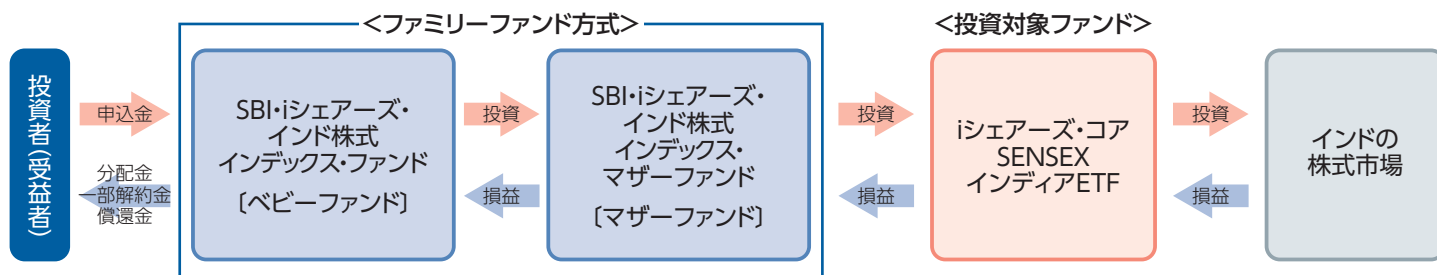 <ファミリーファンド方式>
<投資対象ファンド>
投資者(受益者)
申込金
分配金
一部解約金
償還金
SBI・iシェアーズ・
インド株式
インデックス・ファンド
〔ベビーファンド〕
投資
損益
SBI・iシェアーズ・
インド株式
インデックス・
マザーファンド
〔マザーファンド〕
投資
損益
iシェアーズ・コア
SENSEX
インディアETF
投資
損益
インドの
株式市場